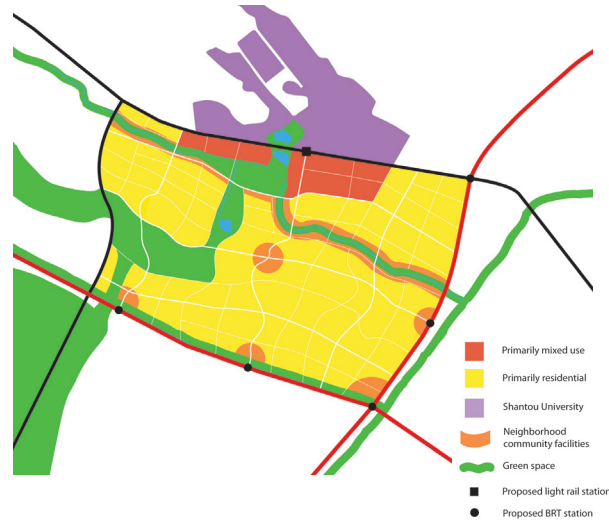 Primarily mixed use
Primarily residential
Shantou University
Neighborhood
community facilities
Green space
Proposed light rail station
Proposed BRT station